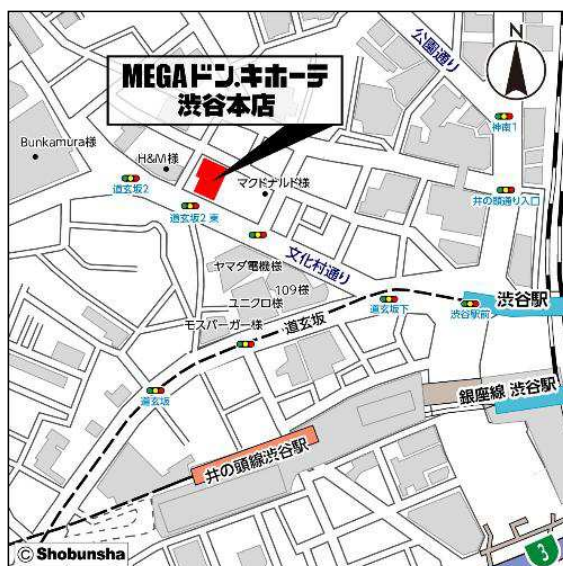 MEGAドン.キホーテ
渋谷本店
公園通り
N
神南1
Bunkamura様
H&M様
マクドナルド様
道玄坂2
井の頭通り入口
道玄坂2 東
文化村通り
ヤマダ電機様
109様
ユニクロ様
道玄坂下
渋谷駅前
渋谷駅
モスバーガー様
道玄坂
道玄坂
銀座線 渋谷駅
井の頭線渋谷駅
3
© Shobunsha